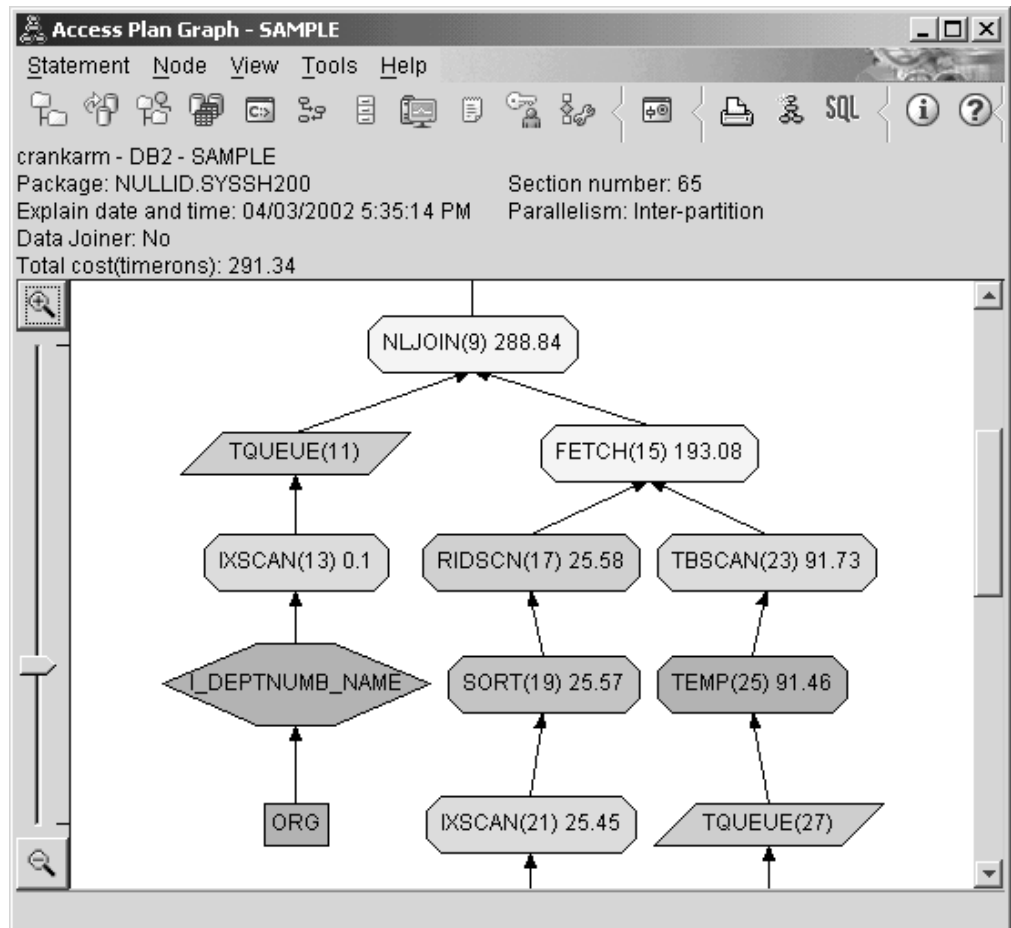 Access Plan Graph - SAMPLE
Statement Node View Tools Help
C:>
SQL
i
?
crankarm - DB2 - SAMPLE
Package: NULLID.SYSSH200 Section number: 65
Explain date and time: 04/03/2002 5:35:14 PM Parallelism: Inter-partition
Data Joiner: No
Total cost(timerons): 291.34
NLJOIN(9) 288.84
TQUEUE(11)
FETCH(15) 193.08
IXSCAN(13) 0.1
RIDSCN(17) 25.58
TBSCAN(23) 91.73
I_DEPTNUMB_NAME
SORT(19) 25.57
TEMP(25) 91.46
ORG
IXSCAN(21) 25.45
TQUEUE(27)